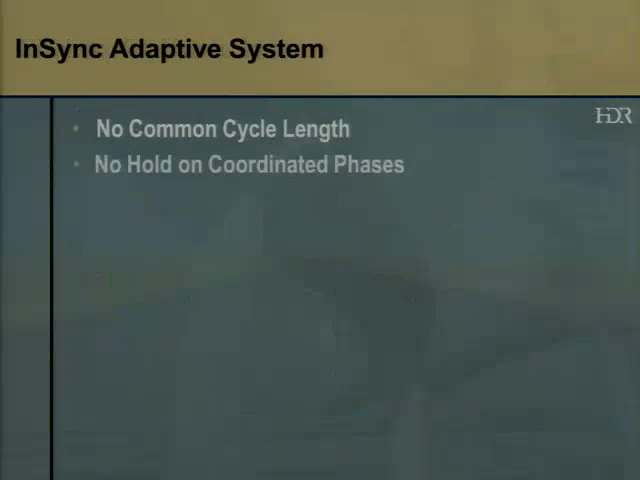 InSync Adaptive System
HDR
• No Common Cycle Length
• No Hold on Coordinated Phases